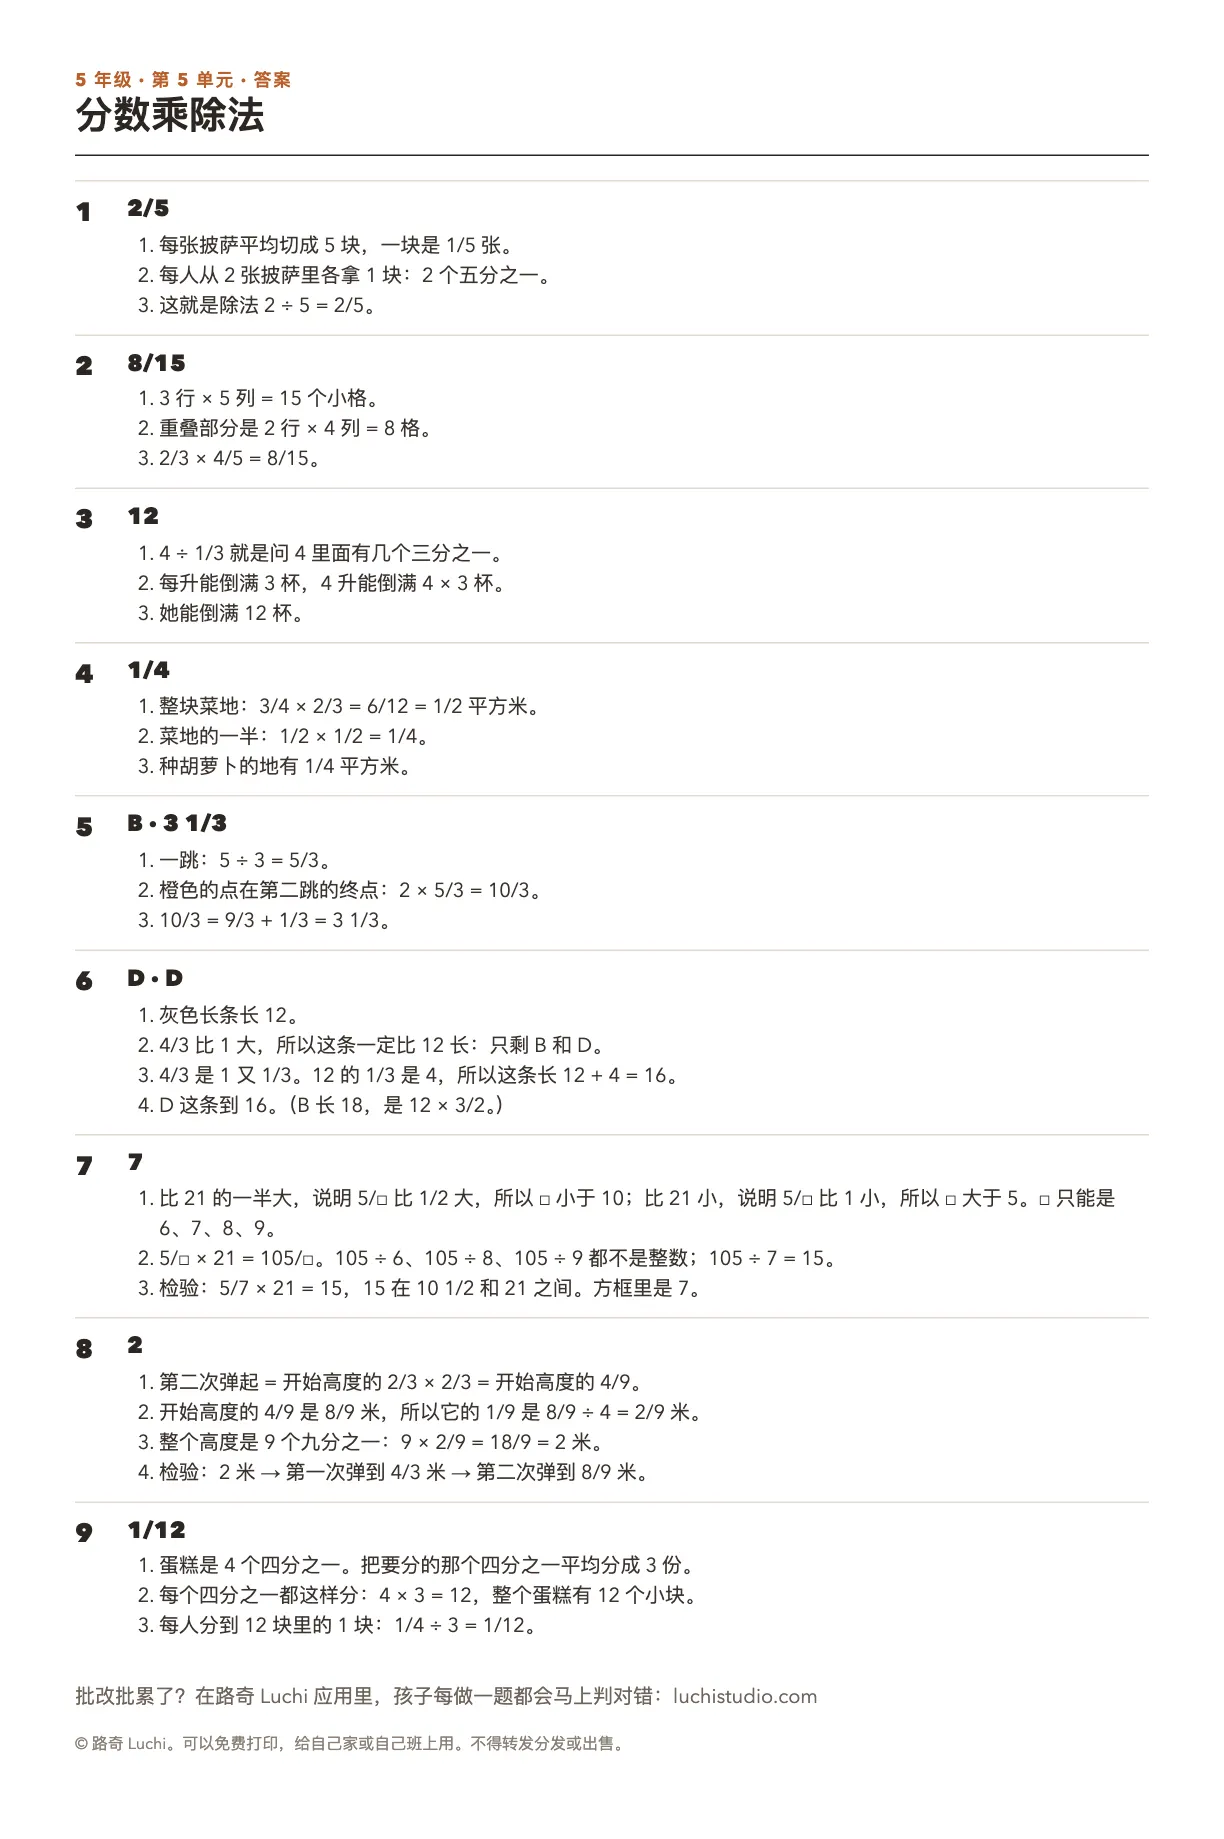 5 年级 · 第 5 单元 · 答案
分数乘除法
1 2/5
1. 每张披萨平均切成 5 块，一块是 1/5 张。
2. 每人从 2 张披萨里各拿 1 块：2 个五分之一。
3. 这就是除法 2 ÷ 5 = 2/5。
2 8/15
1. 3 行 × 5 列 = 15 个小格。
2. 重叠部分是 2 行 × 4 列 = 8 格。
3. 2/3 × 4/5 = 8/15。
3 12
1. 4 ÷ 1/3 就是问 4 里面有几个三分之一。
2. 每升能倒满 3 杯，4 升能倒满 4 × 3 杯。
3. 她能倒满 12 杯。
4 1/4
1. 整块菜地：3/4 × 2/3 = 6/12 = 1/2 平方米。
2. 菜地的一半：1/2 × 1/2 = 1/4。
3. 种胡萝卜的地有 1/4 平方米。
5 B · 3 1/3
1. 一跳：5 ÷ 3 = 5/3。
2. 橙色的点在第二跳的终点：2 × 5/3 = 10/3。
3. 10/3 = 9/3 + 1/3 = 3 1/3。
6 D · D
1. 灰色长条长 12。
2. 4/3 比 1 大，所以这条一定比 12 长：只剩 B 和 D。
3. 4/3 是 1 又 1/3。12 的 1/3 是 4，所以这条长 12 + 4 = 16。
4. D 这条到 16。（B 长 18，是 12 × 3/2。）
7 7
1. 比 21 的一半大，说明 5/□ 比 1/2 大，所以 □ 小于 10；比 21 小，说明 5/□ 比 1 小，所以 □ 大于 5。□ 只能是
6、7、8、9。
2. 5/□ × 21 = 105/□。105 ÷ 6、105 ÷ 8、105 ÷ 9 都不是整数；105 ÷ 7 = 15。
3. 检验：5/7 × 21 = 15，15 在 10 1/2 和 21 之间。方框里是 7。
8 2
1. 第二次弹起 = 开始高度的 2/3 × 2/3 = 开始高度的 4/9。
2. 开始高度的 4/9 是 8/9 米，所以它的 1/9 是 8/9 ÷ 4 = 2/9 米。
3. 整个高度是 9 个九分之一：9 × 2/9 = 18/9 = 2 米。
4. 检验：2 米 → 第一次弹到 4/3 米 → 第二次弹到 8/9 米。
9 1/12
1. 蛋糕是 4 个四分之一。把要分的那个四分之一平均分成 3 份。
2. 每个四分之一都这样分：4 × 3 = 12，整个蛋糕有 12 个小块。
3. 每人分到 12 块里的 1 块：1/4 ÷ 3 = 1/12。
批改批累了？在路奇 Luchi 应用里，孩子每做一题都会马上判对错：luchistudio.com
© 路奇 Luchi。可以免费打印，给自己家或自己班上用。不得转发分发或出售。